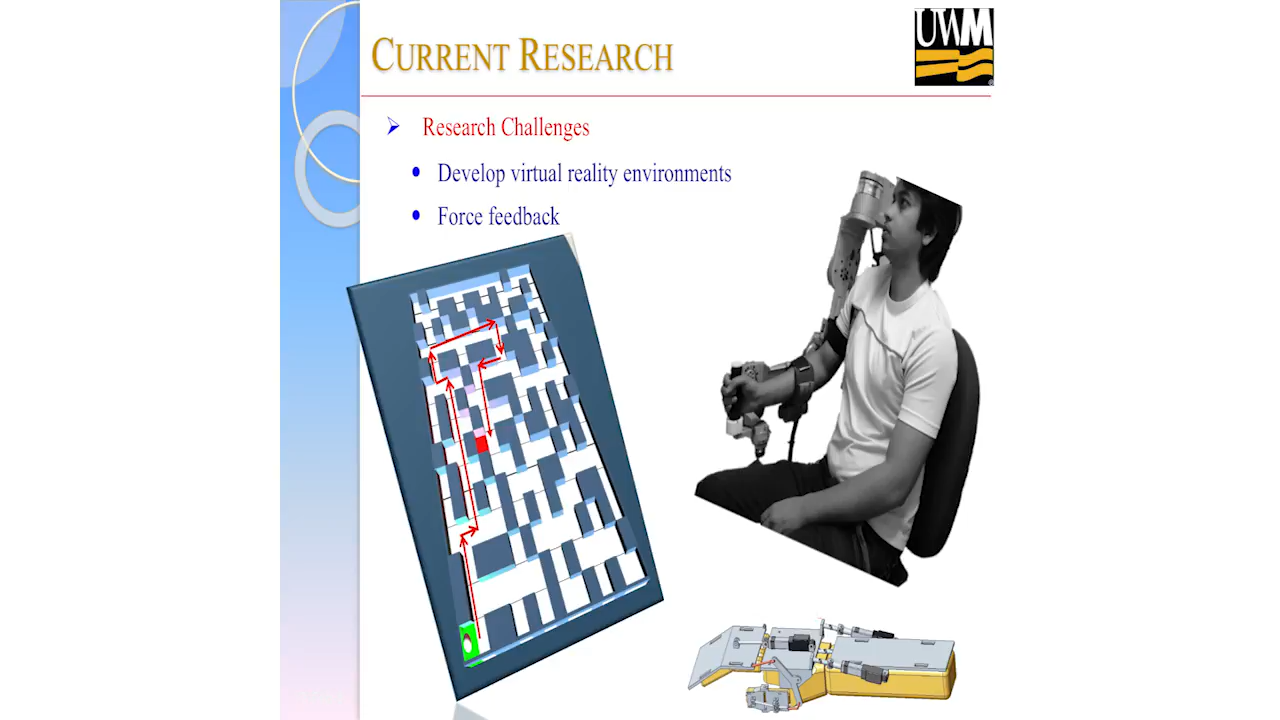 UWM
CURRENT RESEARCH
Research Challenges
Develop virtual reality environments
Force feedback